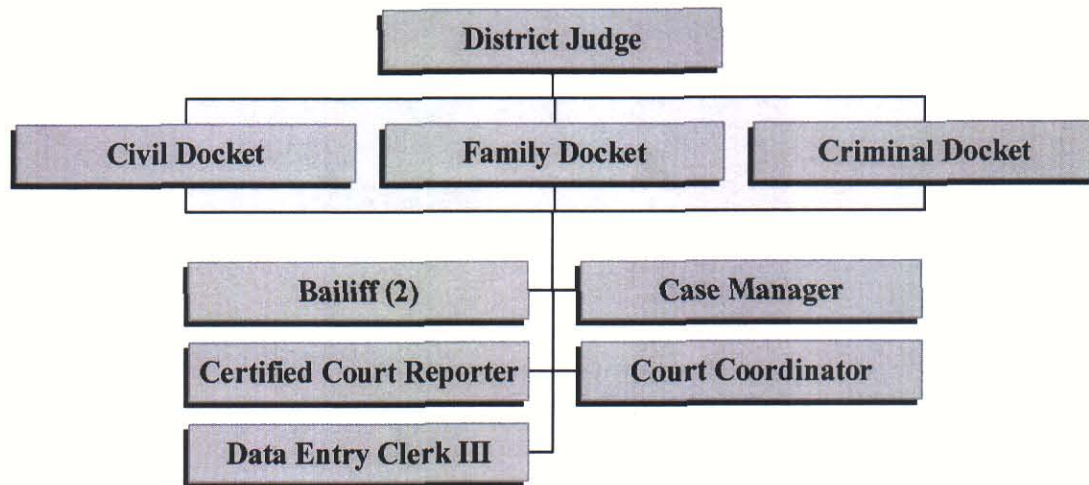 District Judge
Civil Docket
Family Docket
Criminal Docket
Bailiff (2)
Case Manager
Certified Court Reporter
Court Coordinator
Data Entry Clerk III